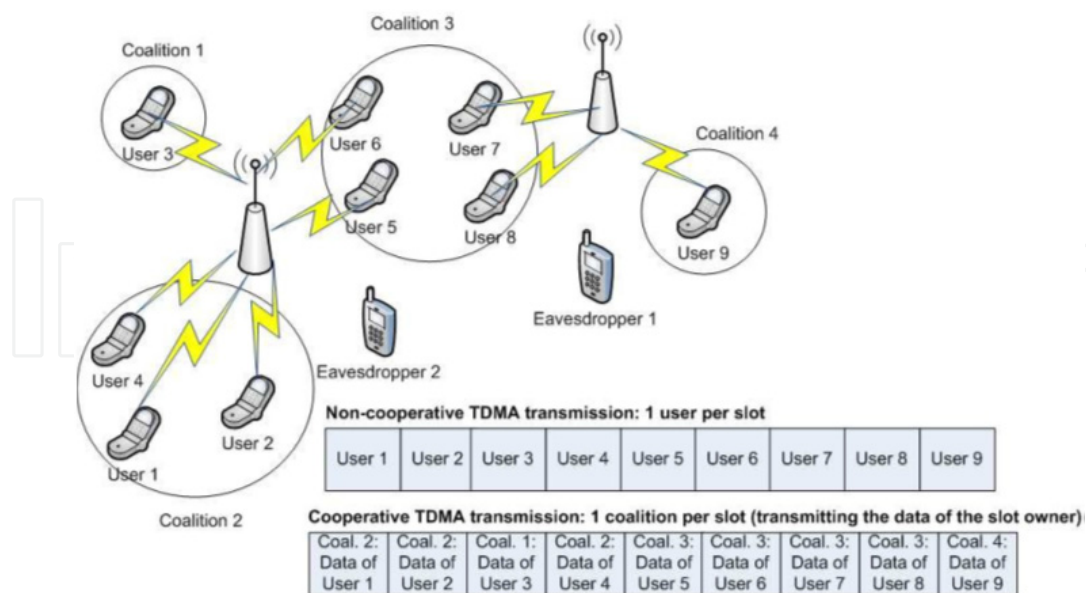 Coalition 3
Coalition 1
User 3
User 6
User 7
Coalition 4
User 5
User 8
User 9
Eavesdropper 1
User 4
Eavesdropper 2
User 2
User 1
Coalition 2
Non-cooperative TDMA transmission: 1 user per slot
User 1 User 2 User 3 User 4 User 5 User 6 User 7 User 8 User 9
Cooperative TDMA transmission: 1 coalition per slot (transmitting the data of the slot owner)
Coal. 2: Coal. 2: Coal. 1: Coal. 2: Coal. 3: Coal. 3: Coal. 3: Coal. 3: Coal. 4:
Data of Data of Data of Data of Data of Data of Data of Data of Data of
User 1 User 2 User 3 User 4 User 5 User 6 User 7 User 8 User 9